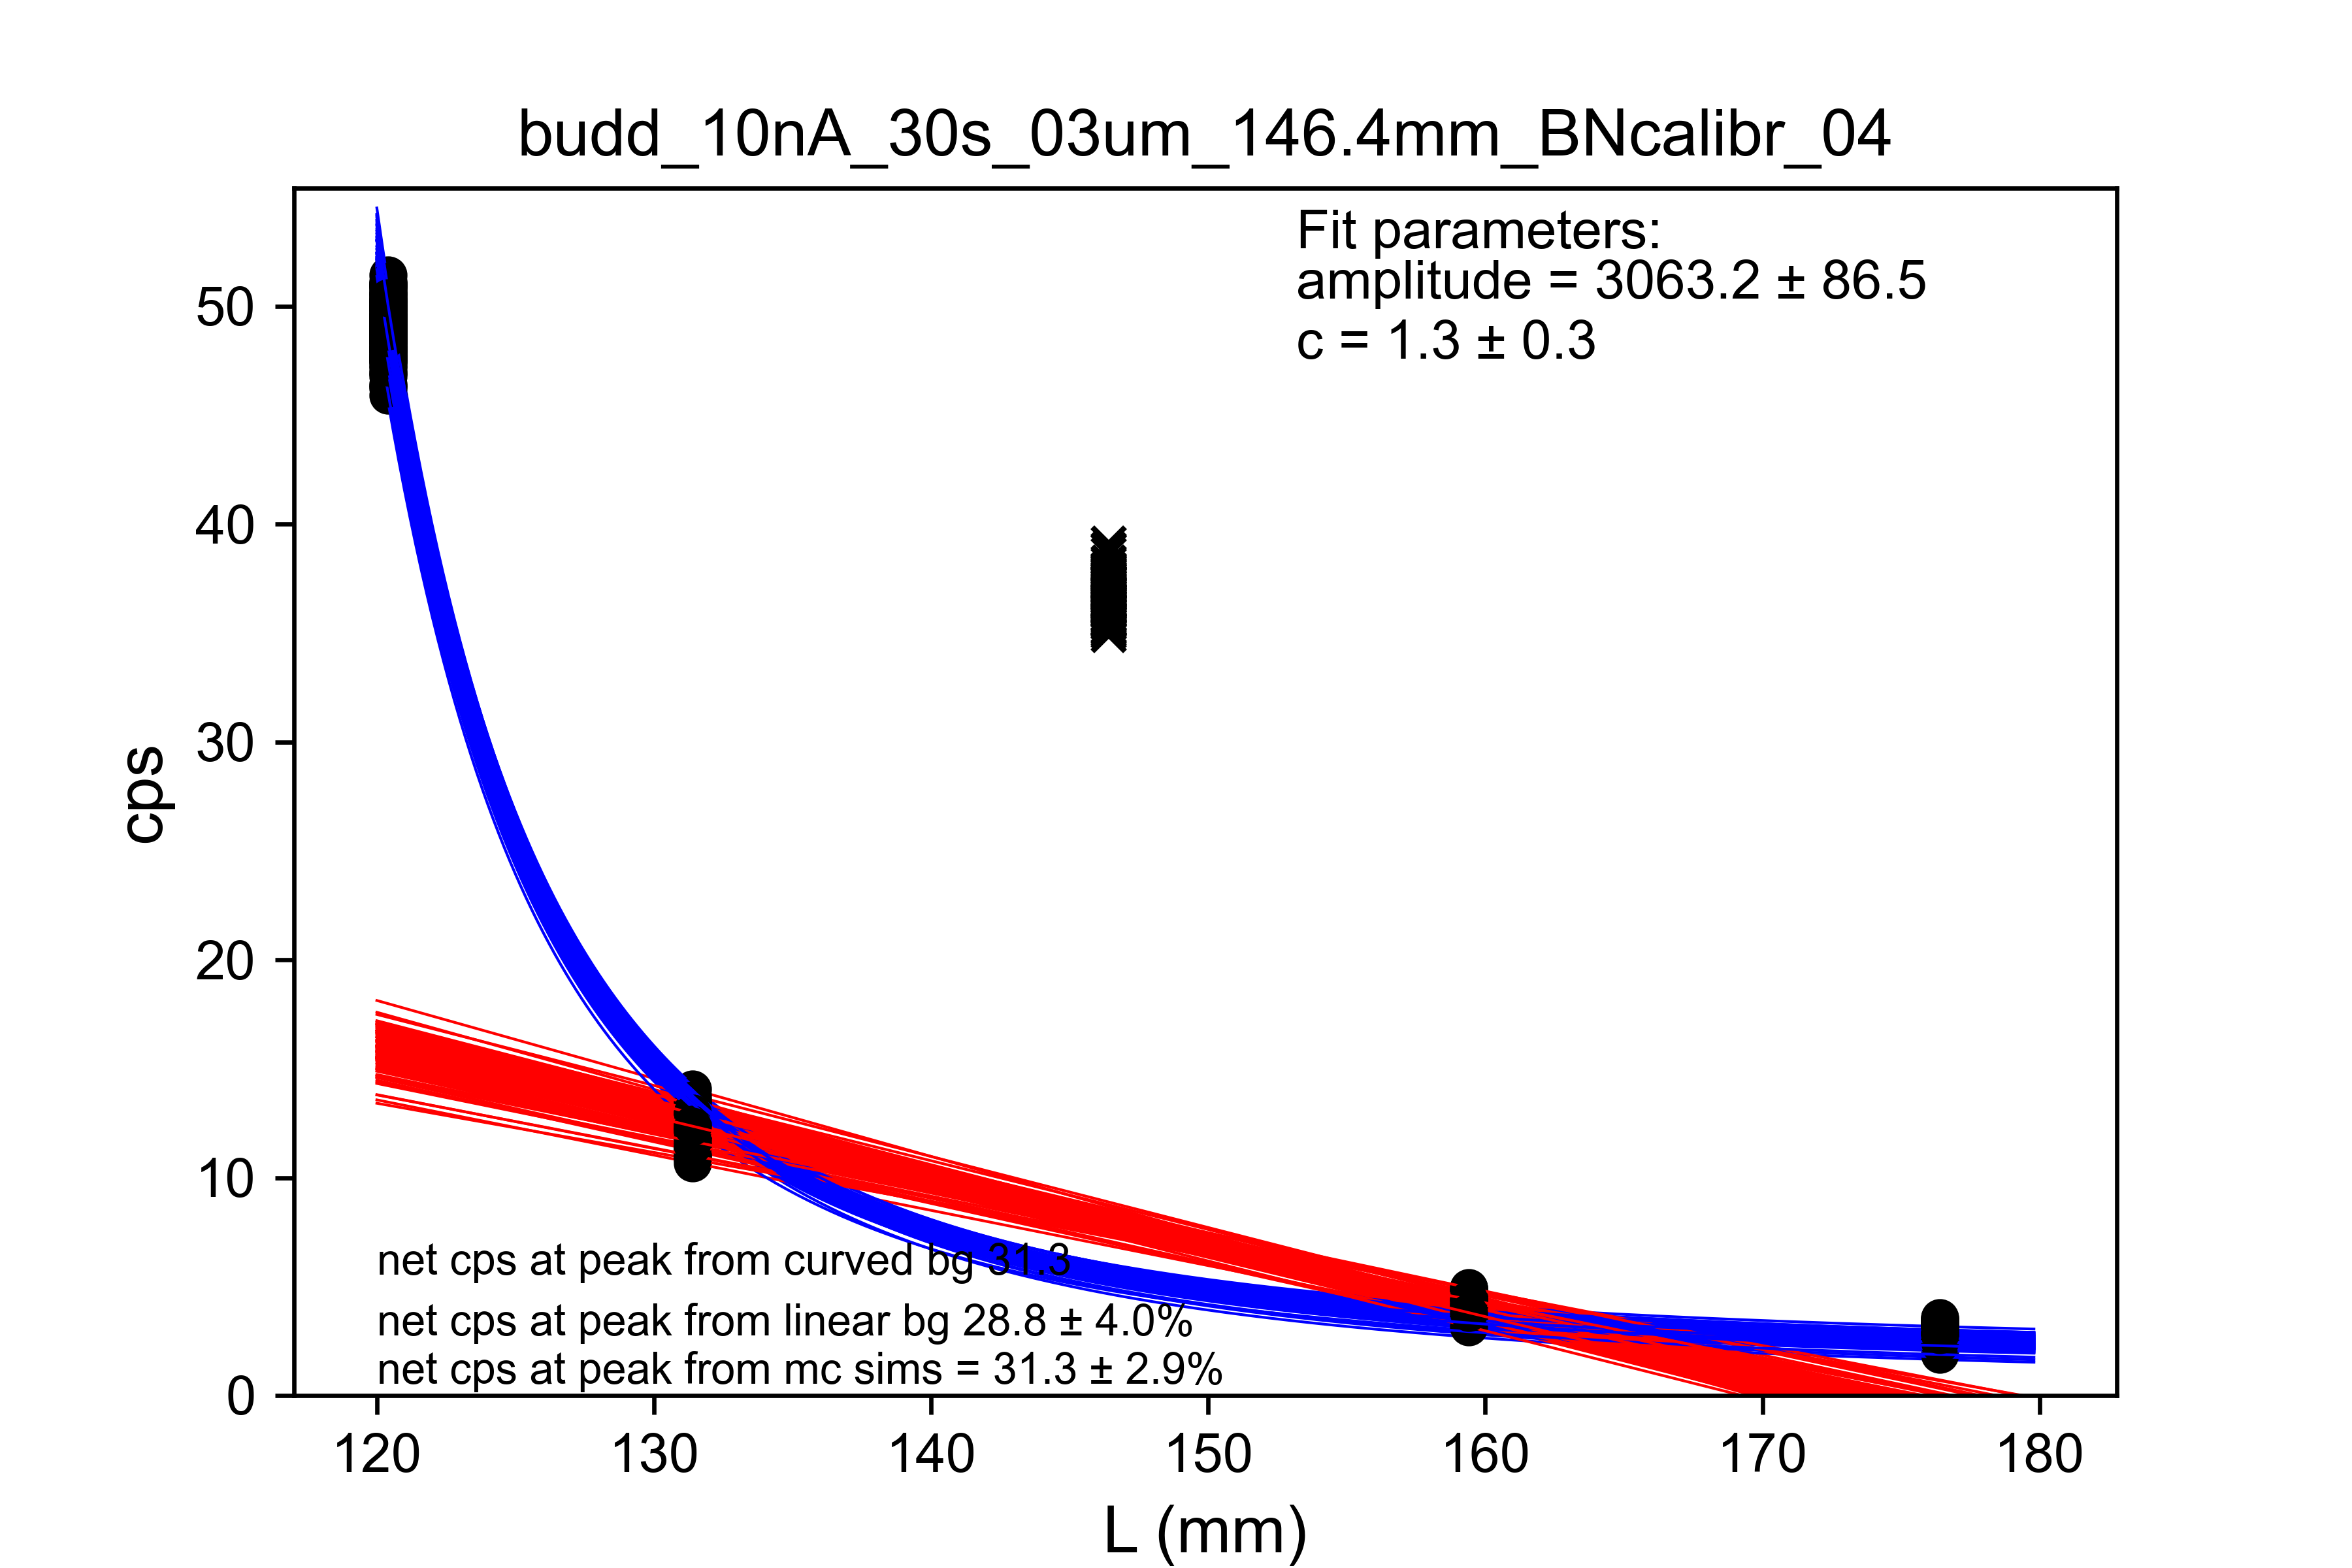 budd_10nA_30s_03um_146.4mm_BNcalibr_04
Fit parameters:
amplitude = 3063.2 ± 86.5
c = 1.3 ± 0.3
50
40
30
20
10
0
cps
net cps at peak from curved bg 31.3
net cps at peak from linear bg 28.8 ± 4.0%
net cps at peak from mc sims = 31.3 ± 2.9%
120 130 140 150 160 170 180
L (mm)